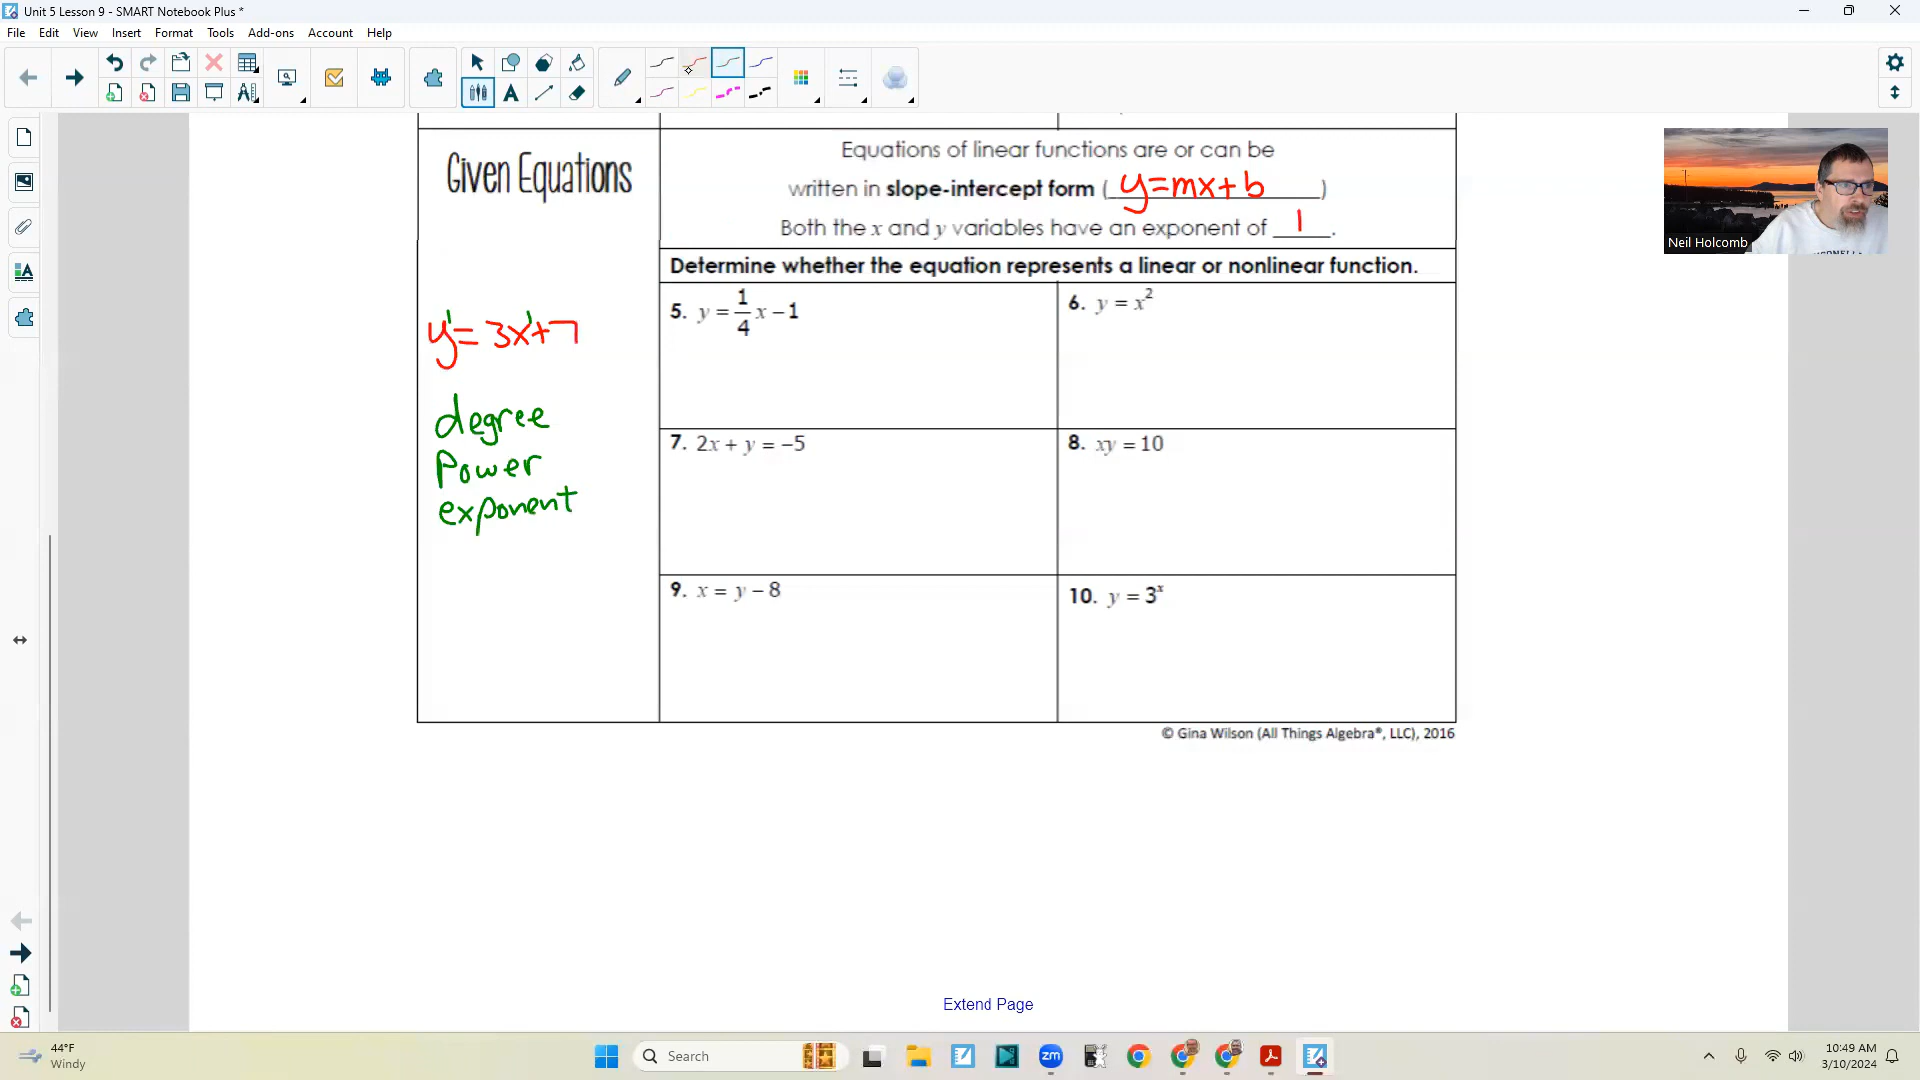 Unit 5 Lesson 9 - SMART Notebook Plus *
File Edit View Insert Format Tools Add-ons Account Help
Given Equations
Equations of linear functions are or can be
written in slope-intercept form ( y=mx+b )
Both the x and y variables have an exponent of 1.
Determine whether the equation represents a linear or nonlinear function.
5. y = 1/4 x − 1
6. y = x²
y¹= 3x¹+7
degree
Power
exponent
7. 2x + y = −5
8. xy = 10
9. x = y − 8
10. y = 3ˣ
© Gina Wilson (All Things Algebra®, LLC), 2016
Neil Holcomb
Extend Page
44°F
Windy
Search
zm
10:49 AM
3/10/2024